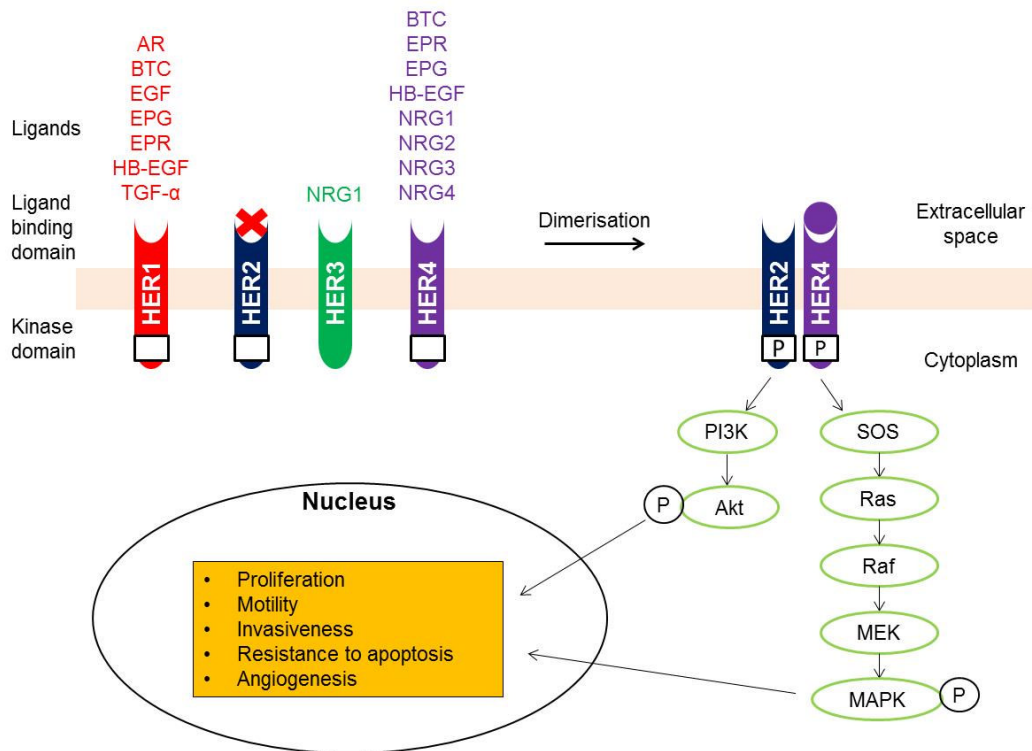 Ligands
AR
BTC
EGF
EPG
EPR
HB-EGF
TGF-α
NRG1
BTC
EPR
EPG
HB-EGF
NRG1
NRG2
NRG3
NRG4
Ligand
binding
domain
Kinase
domain
HER1
HER2
HER3
HER4
Dimerisation
HER2
HER4
P
P
Extracellular
space
Cytoplasm
PI3K
Akt
P
SOS
Ras
Raf
MEK
MAPK
P
Nucleus
• Proliferation
• Motility
• Invasiveness
• Resistance to apoptosis
• Angiogenesis